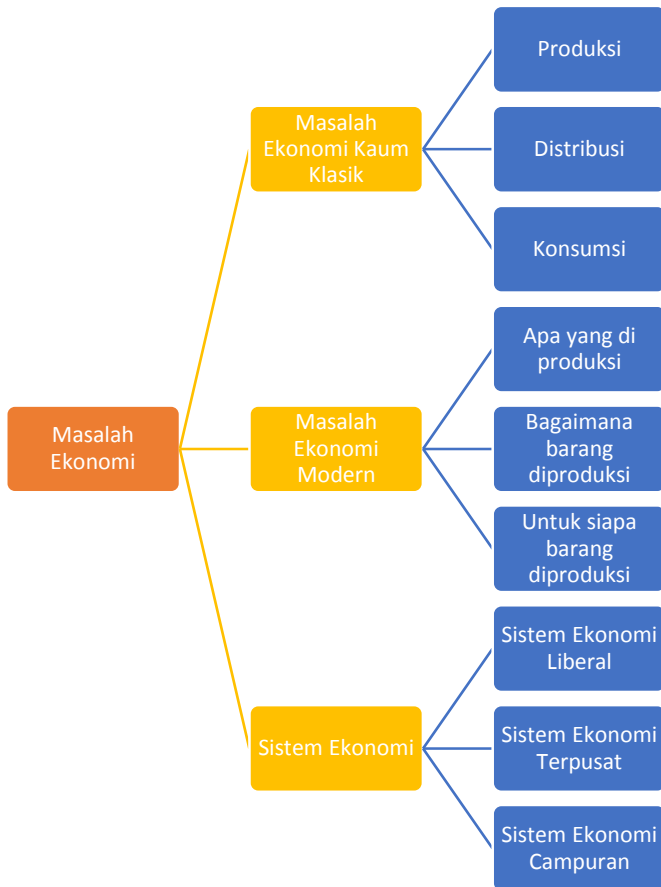 Masalah
Ekonomi
Masalah
Ekonomi Kaum
Klasik
Produksi
Distribusi
Konsumsi
Masalah
Ekonomi
Modern
Apa yang di
produksi
Bagaimana
barang
diproduksi
Untuk siapa
barang
diproduksi
Sistem Ekonomi
Sistem Ekonomi
Liberal
Sistem Ekonomi
Terpusat
Sistem Ekonomi
Campuran